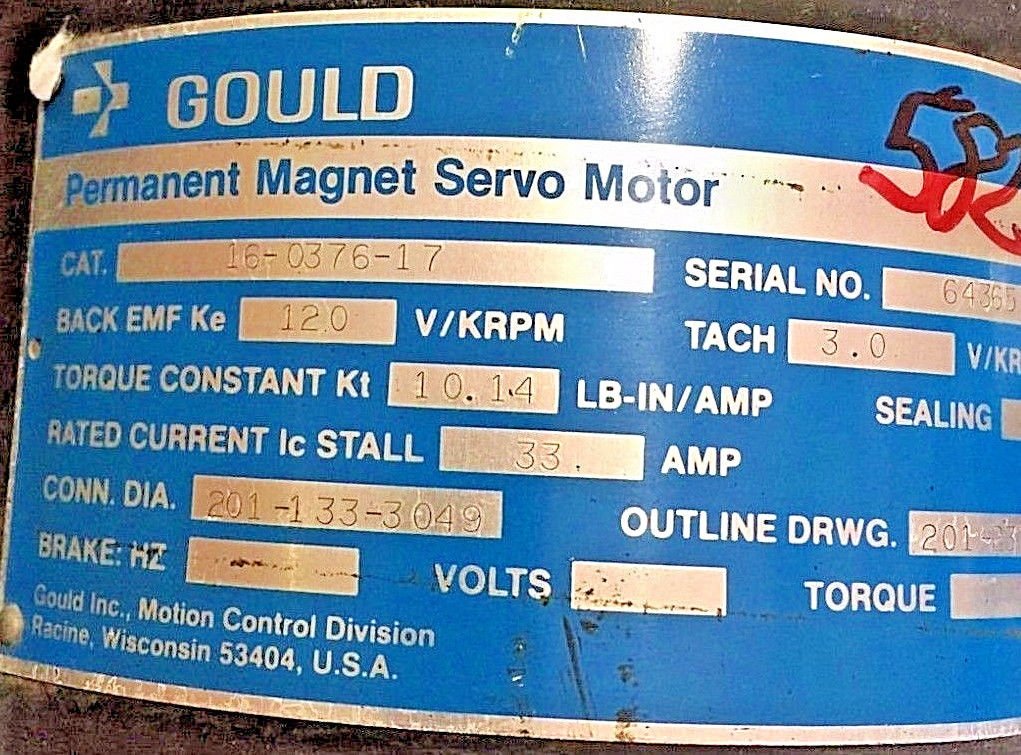 GOULD
Permanent Magnet Servo Motor
CAT. 16-0376-17 SERIAL NO. 64365
BACK EMF Ke 120 V/KRPM TACH 3.0 V/KR
TORQUE CONSTANT Kt 10.14 LB-IN/AMP SEALING
RATED CURRENT Ic STALL 33. AMP
CONN. DIA. 201-133-3049 OUTLINE DRWG.
BRAKE: HZ VOLTS TORQUE
Gould Inc., Motion Control Division
Racine, Wisconsin 53404, U.S.A.